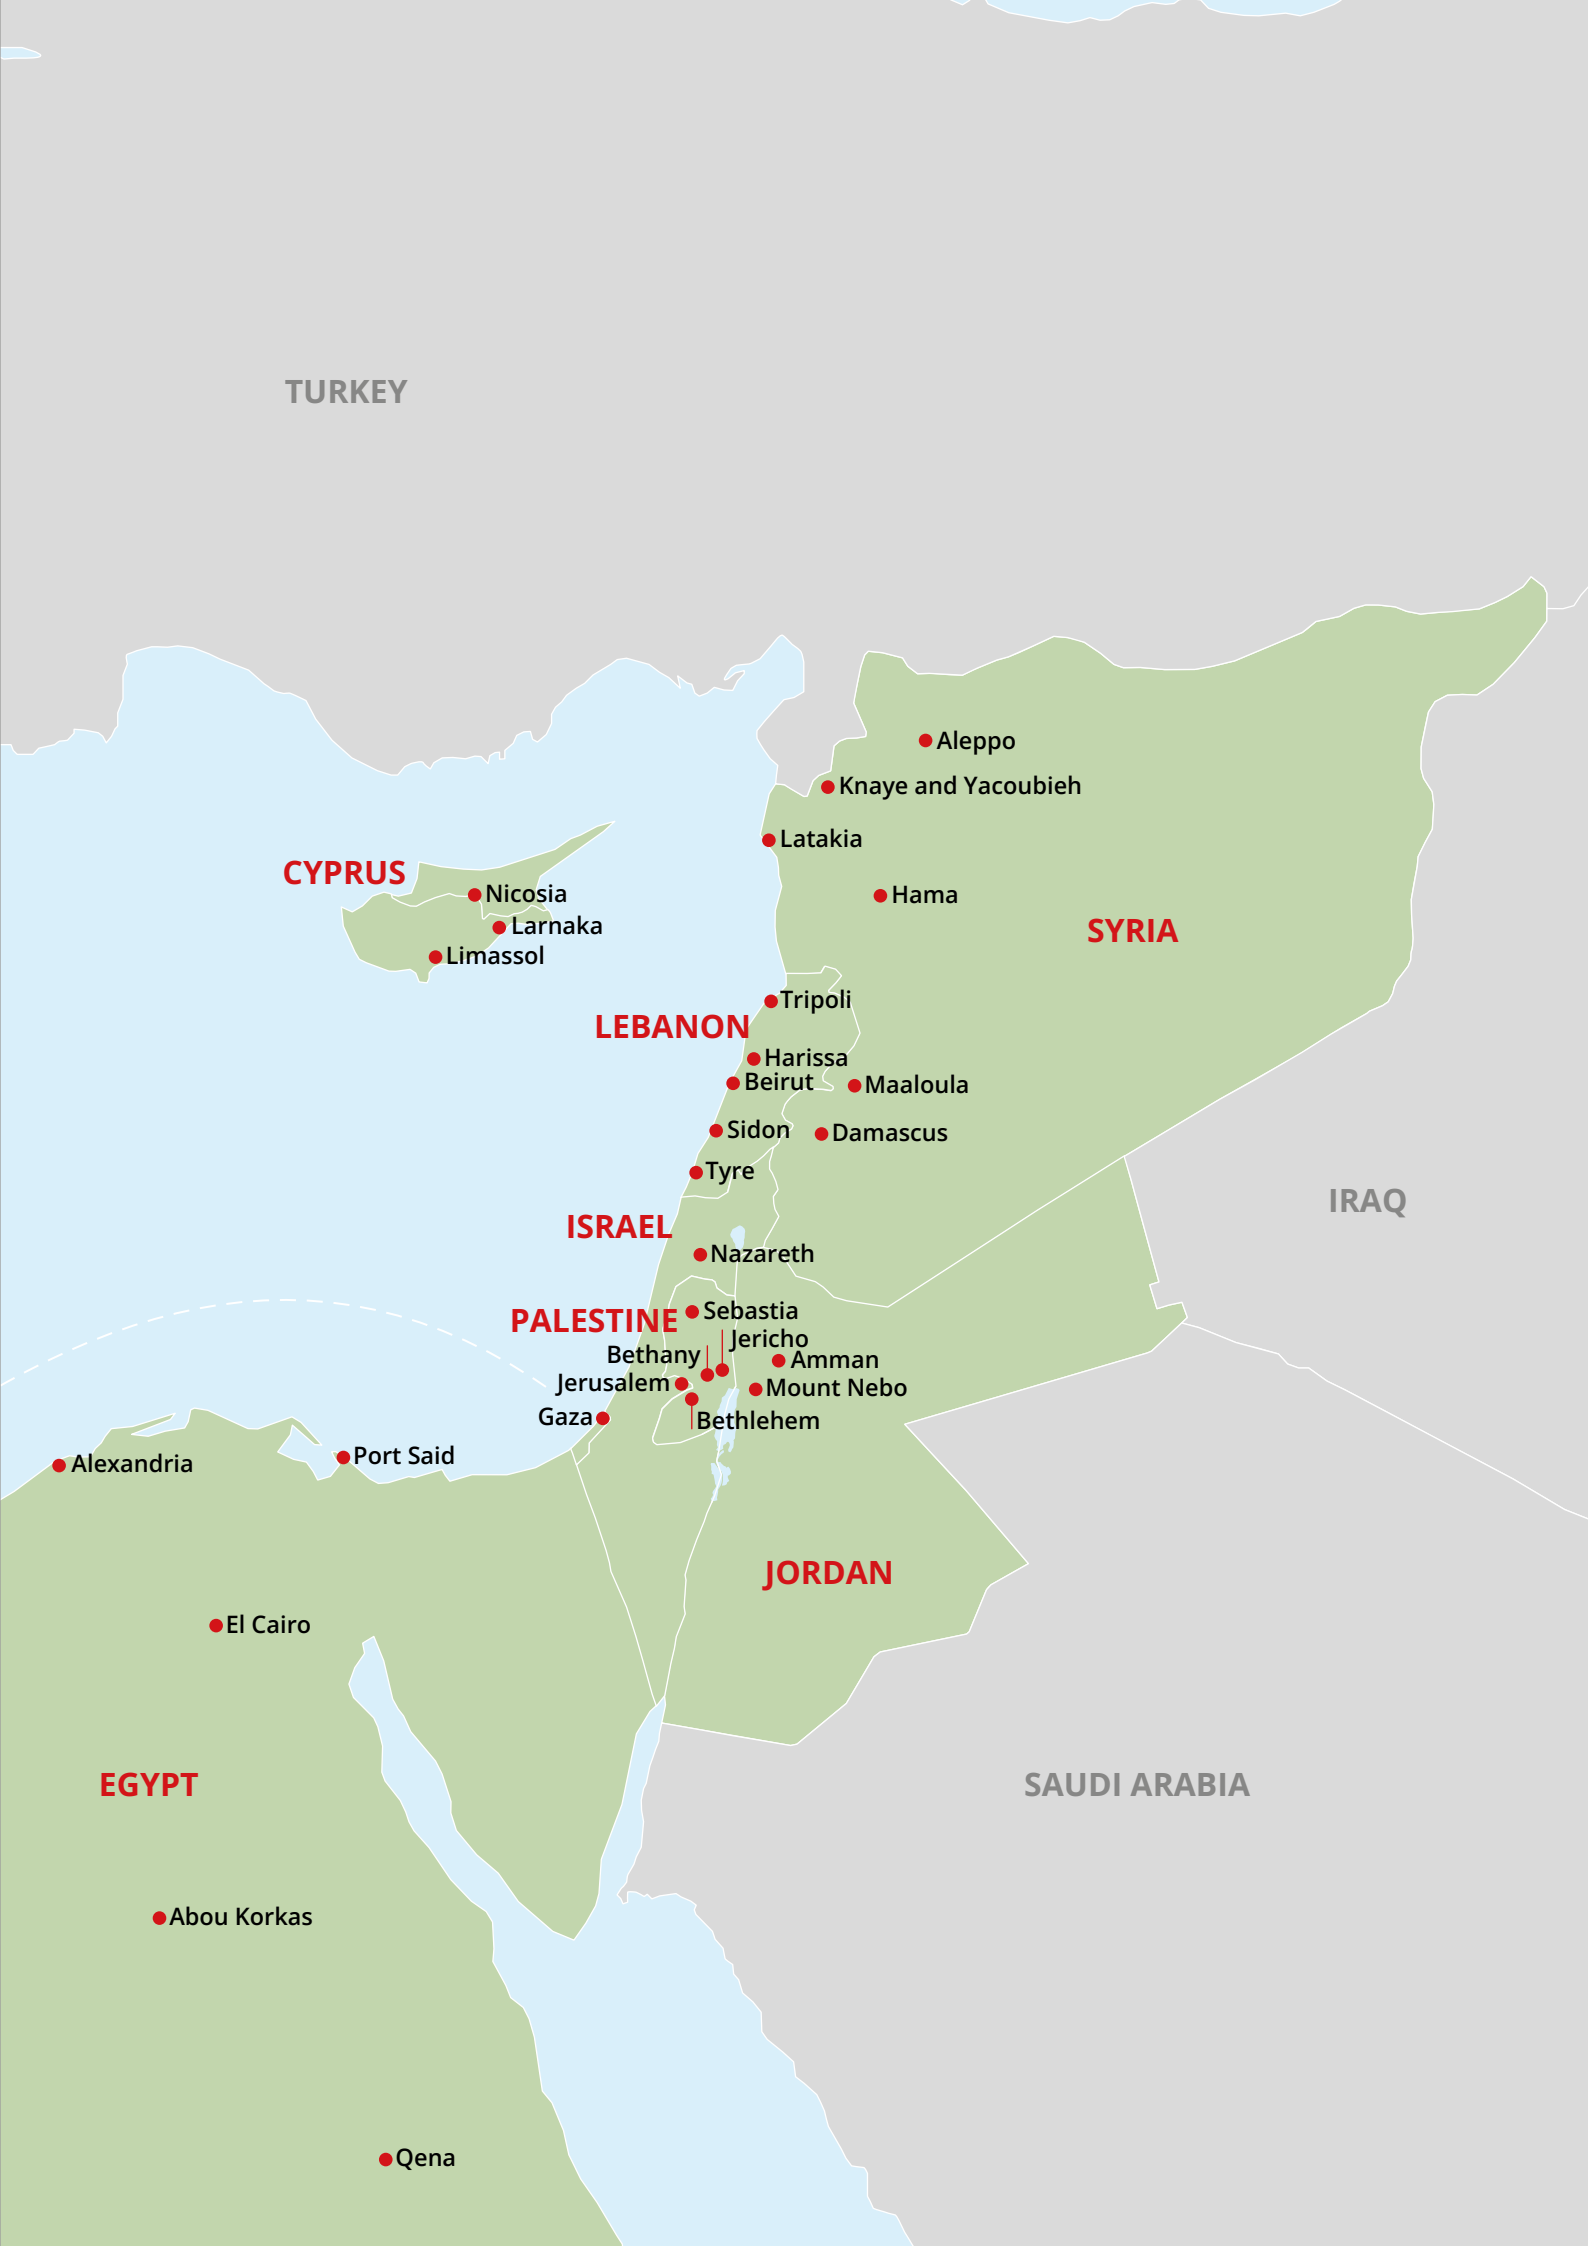 TURKEY
Aleppo
Knaye and Yacoubieh
Latakia
CYPRUS
Nicosia
Hama
Larnaka
SYRIA
Limassol
Tripoli
LEBANON
Harissa
Beirut
Maaloula
Sidon
Damascus
Tyre
IRAQ
ISRAEL
Nazareth
Sebastia
PALESTINE
Jericho
Bethany
Amman
Jerusalem
Mount Nebo
Gaza
Bethlehem
Port Said
Alexandria
JORDAN
El Cairo
EGYPT
SAUDI ARABIA
Abou Korkas
Qena